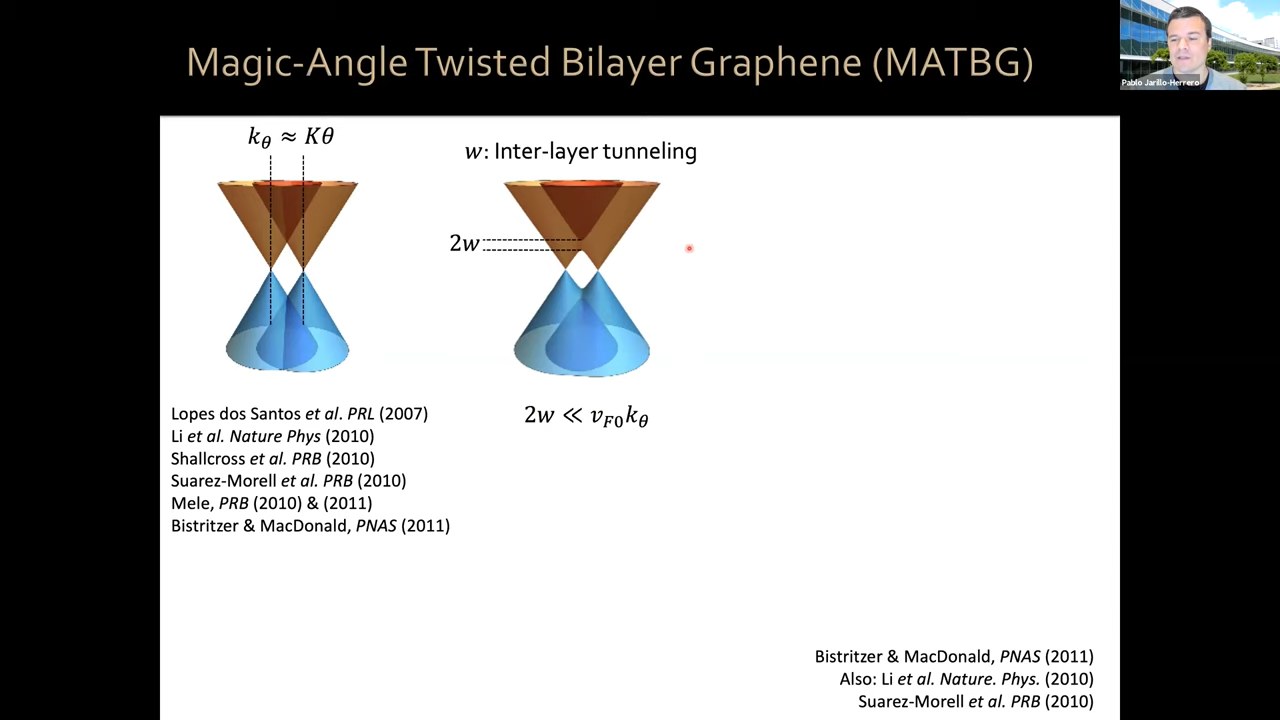 Magic-Angle Twisted Bilayer Graphene (MATBG)
Pablo Jarillo-Herrero
k_θ ≈ Kθ
w: Inter-layer tunneling
2w
2w ≪ v_{F0}k_θ
Lopes dos Santos et al. PRL (2007)
Li et al. Nature Phys (2010)
Shallcross et al. PRB (2010)
Suarez-Morell et al. PRB (2010)
Mele, PRB (2010) & (2011)
Bistritzer & MacDonald, PNAS (2011)
Bistritzer & MacDonald, PNAS (2011)
Also: Li et al. Nature. Phys. (2010)
Suarez-Morell et al. PRB (2010)